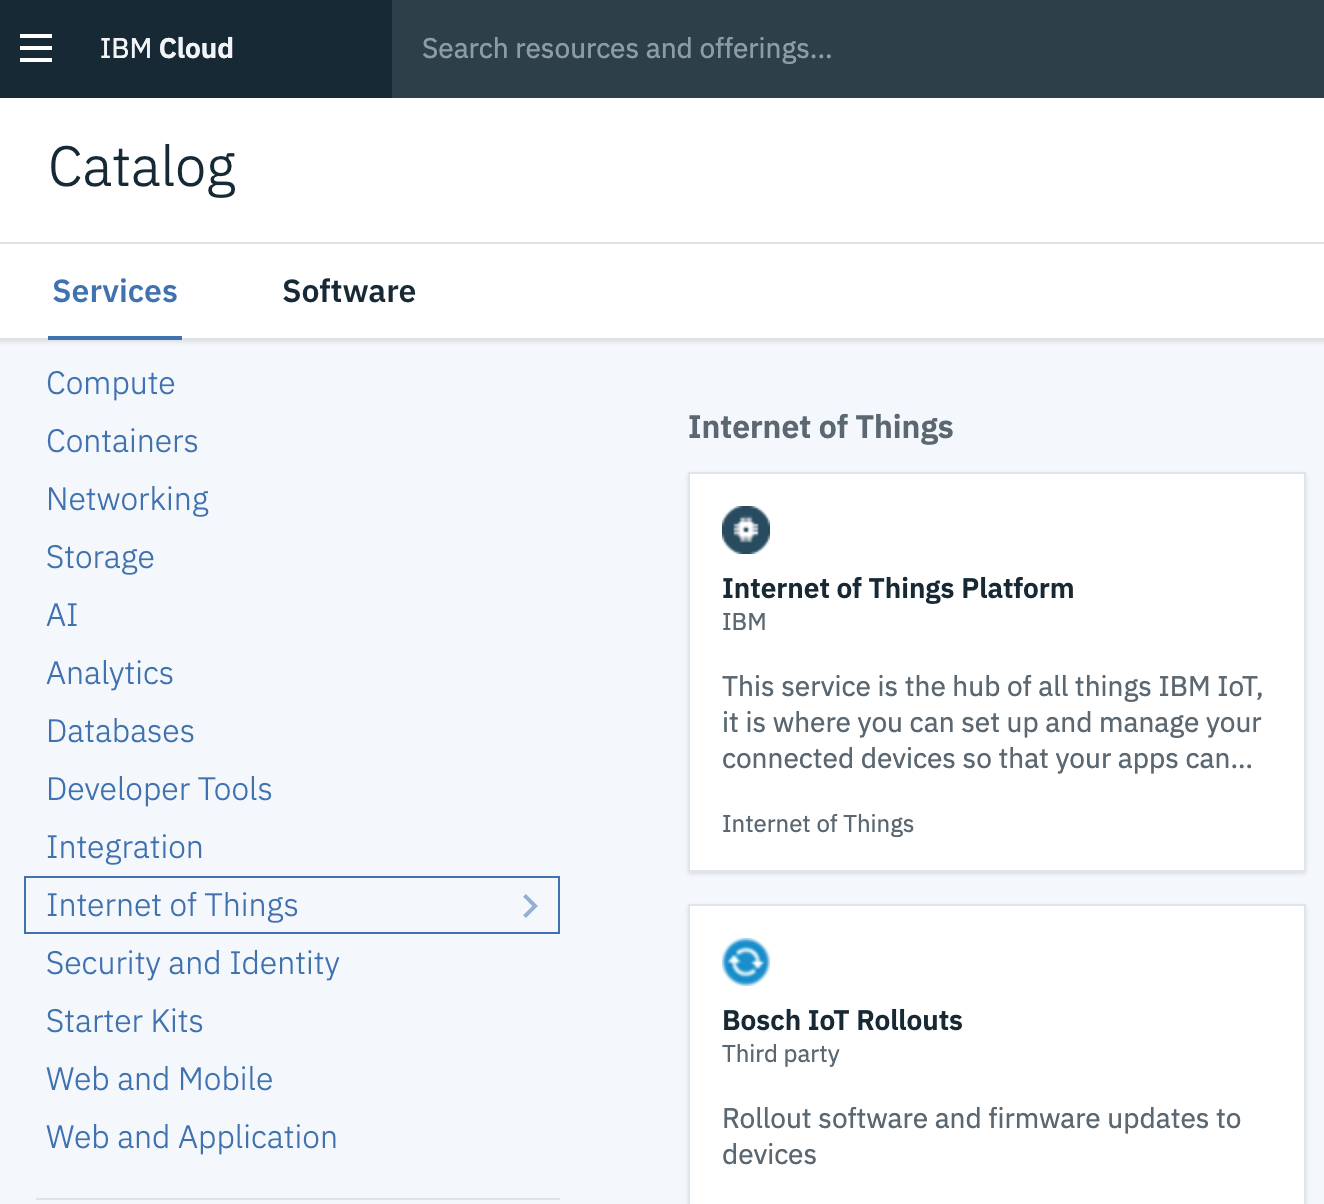 IBM Cloud
Search resources and offerings...
Catalog
Services
Software
Compute
Containers
Networking
Storage
AI
Analytics
Databases
Developer Tools
Integration
Internet of Things
Security and Identity
Starter Kits
Web and Mobile
Web and Application
Internet of Things
Internet of Things Platform
IBM
This service is the hub of all things IBM IoT,
it is where you can set up and manage your
connected devices so that your apps can...
Internet of Things
Bosch IoT Rollouts
Third party
Rollout software and firmware updates to
devices